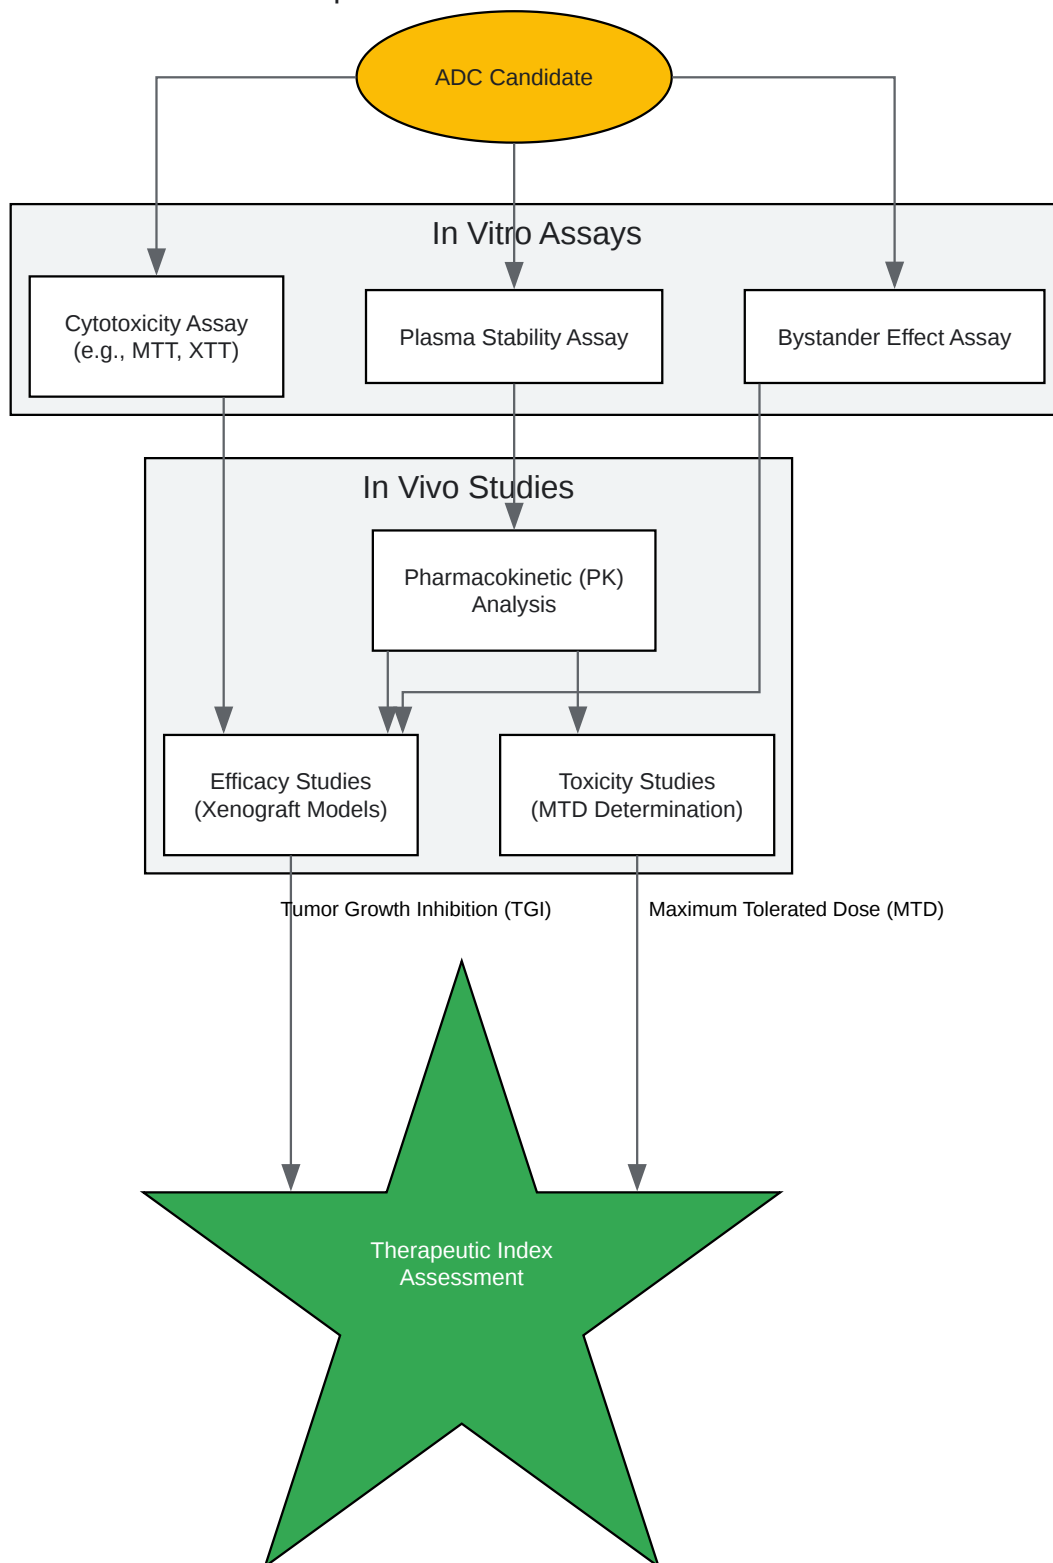 ADC Candidate
In Vitro Assays
Cytotoxicity Assay
(e.g., MTT, XTT)
Plasma Stability Assay
Bystander Effect Assay
In Vivo Studies
Pharmacokinetic (PK)
Analysis
Efficacy Studies
(Xenograft Models)
Toxicity Studies
(MTD Determination)
Tumor Growth Inhibition (TGI)
Maximum Tolerated Dose (MTD)
Therapeutic Index
Assessment